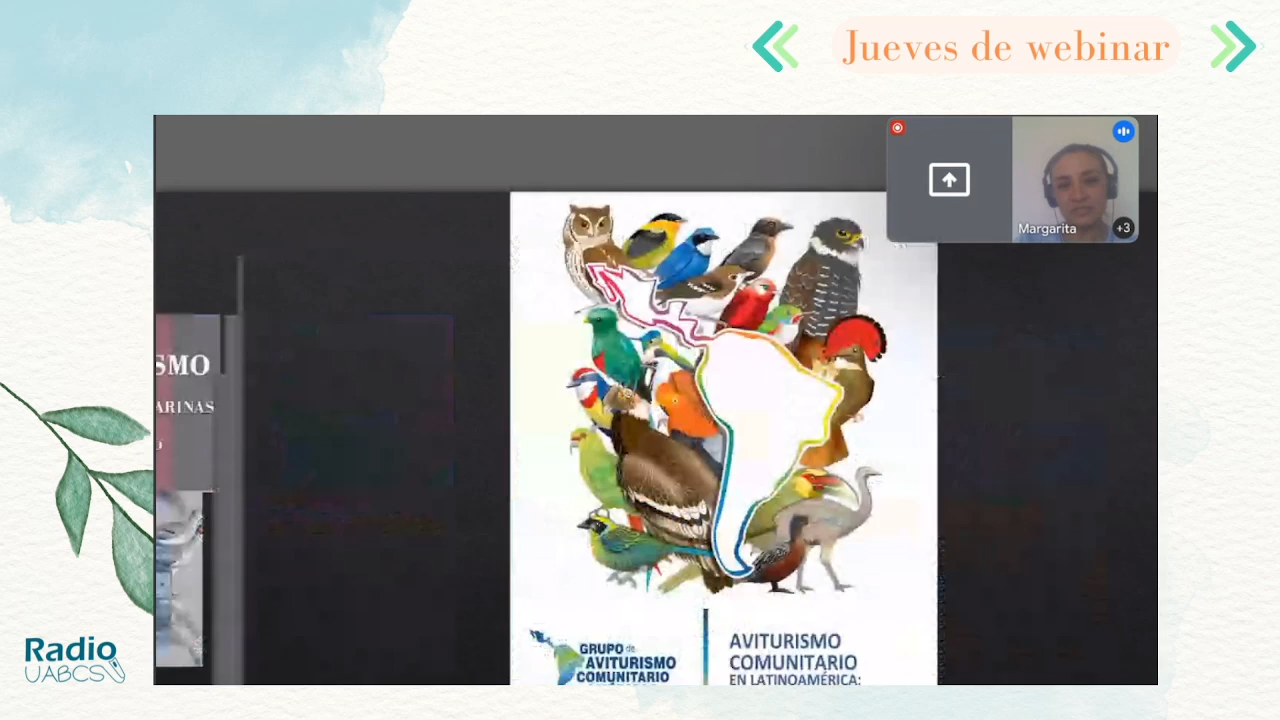 Jueves de webinar
Margarita
+3
SMO
ARINAS
GRUPO de
AVITURISMO
COMUNITARIO
AVITURISMO
COMUNITARIO
EN LATINOAMÉRICA:
Radio
UABCS